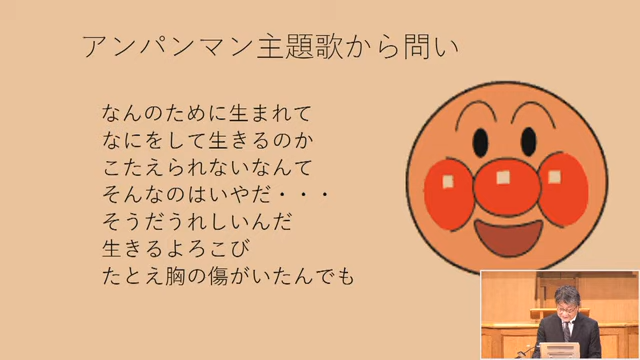 アンパンマン主題歌から問い
なんのために生まれて
なにをして生きるのか
こたえられないなんて
そんなのはいやだ・・・
そうだうれしいんだ
生きるよろこび
たとえ胸の傷がいたんでも